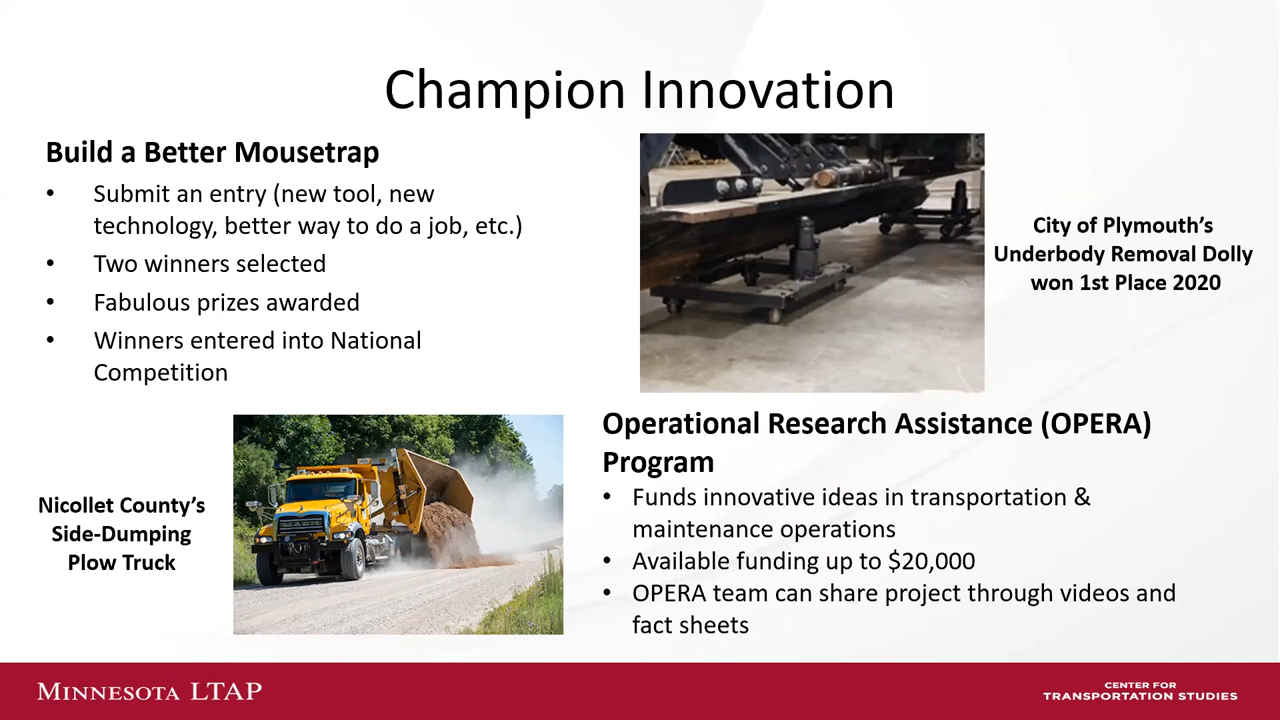 Champion Innovation
Build a Better Mousetrap
• Submit an entry (new tool, new
technology, better way to do a job, etc.)
• Two winners selected
• Fabulous prizes awarded
• Winners entered into National
Competition
City of Plymouth's
Underbody Removal Dolly
won 1st Place 2020
Nicollet County's
Side-Dumping
Plow Truck
Operational Research Assistance (OPERA)
Program
• Funds innovative ideas in transportation &
maintenance operations
• Available funding up to $20,000
• OPERA team can share project through videos and
fact sheets
MINNESOTA LTAP
CENTER FOR
TRANSPORTATION STUDIES